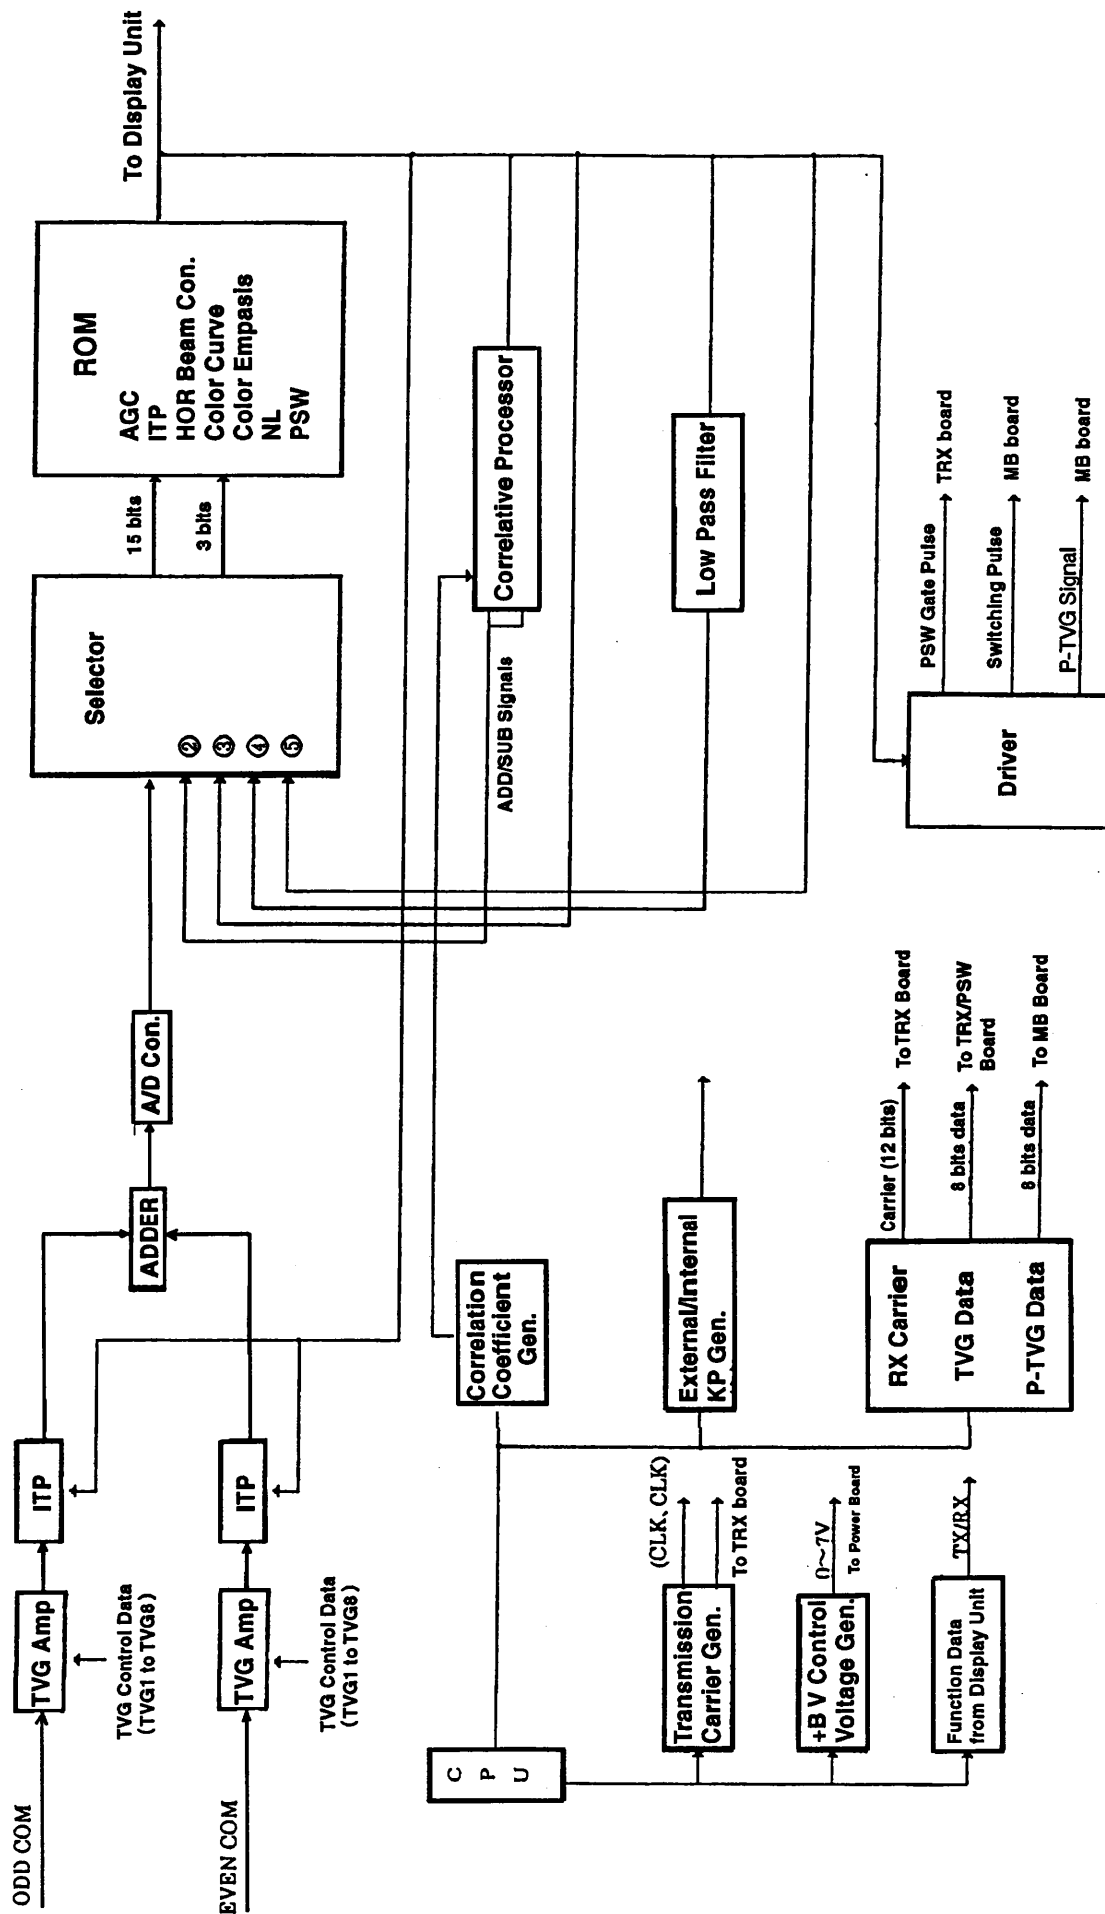 ODD COM
TVG Amp
ITP
TVG Control Data
(TVG1 to TVG8)
EVEN COM
TVG Amp
ITP
TVG Control Data
(TVG1 to TVG8)
ADDER
A/D Con.
Selector
②
③
④
⑤
15 bits
3 bits
ROM
AGC
ITP
HOR Beam Con.
Color Curve
Color Empasis
NL
PSW
To Display Unit
C
P
U
Correlation
Coefficient
Gen.
ADD/SUB Signals
Correlative Processor
Low Pass Filter
Transmission
Carrier Gen.
(CLK, CLK)
To TRX board
External/Internal
KP Gen.
+B V Control
Voltage Gen.
0~7V
To Power Board
Function Data
from Display Unit
TX/RX
RX Carrier
TVG Data
P-TVG Data
Carrier (12 bits)
To TRX Board
8 bits data
To TRX/PSW
Board
8 bits data
To MB Board
Driver
PSW Gate Pulse
TRX board
Switching Pulse
MB board
P-TVG Signal
MB board